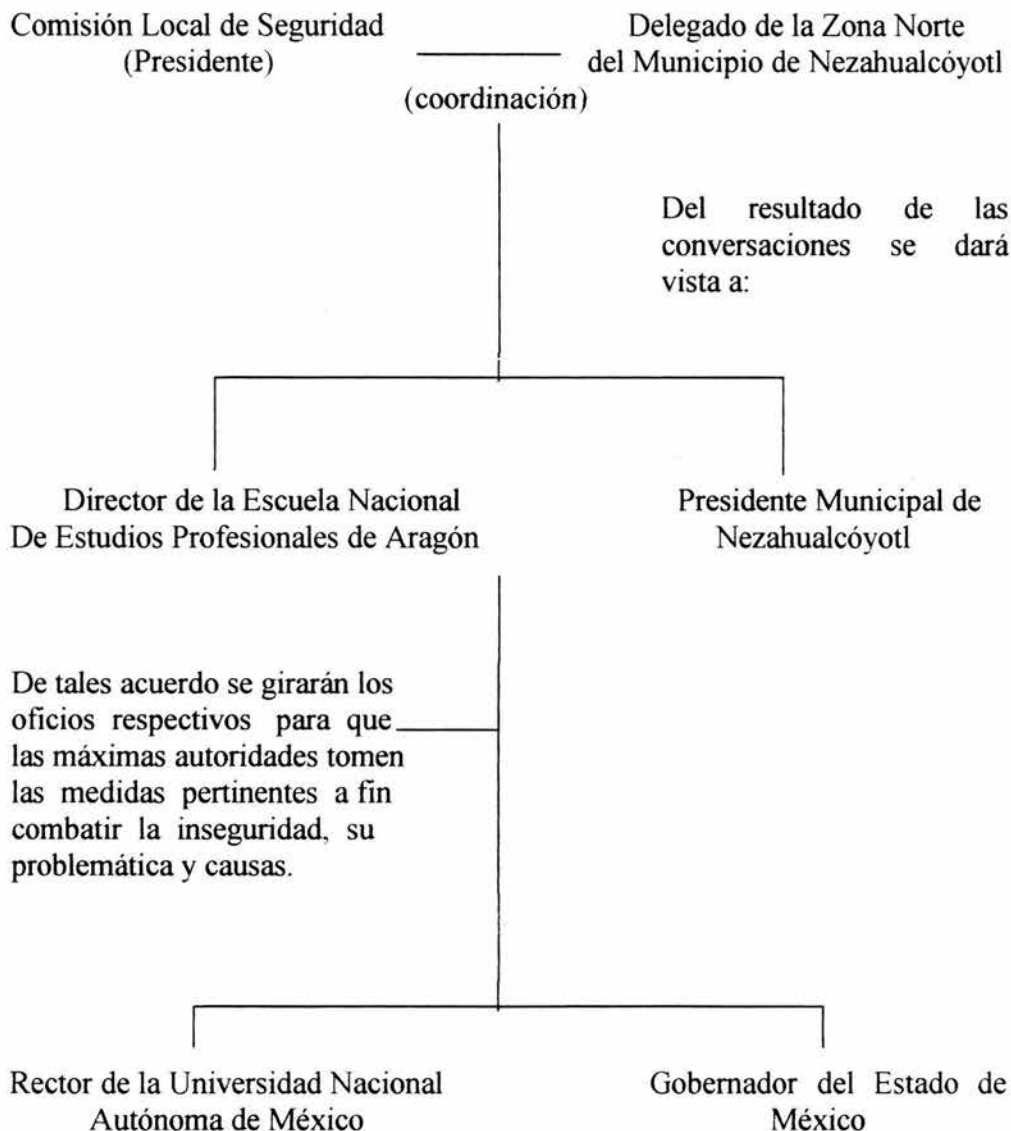 Comisión Local de Seguridad
(Presidente)
Delegado de la Zona Norte
del Municipio de Nezahualcóyotl
(coordinación)
Del resultado de las
conversaciones se dará
vista a:
Director de la Escuela Nacional
De Estudios Profesionales de Aragón
Presidente Municipal de
Nezahualcóyotl
De tales acuerdo se girarán los
oficios respectivos para que
las máximas autoridades tomen
las medidas pertinentes a fin
combatir la inseguridad, su
problemática y causas.
Rector de la Universidad Nacional
Autónoma de México
Gobernador del Estado de
México